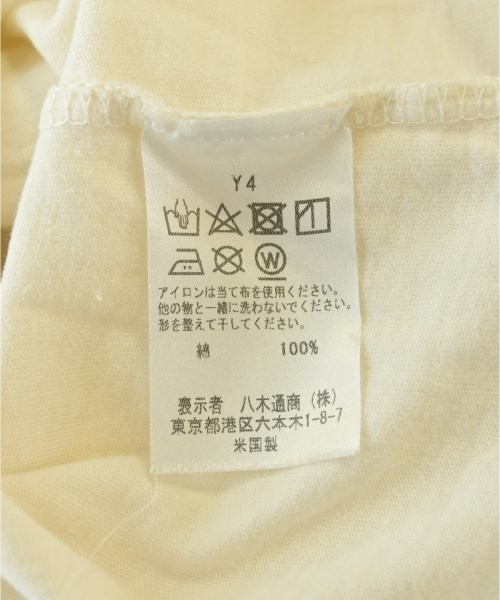 Y4
W
アイロンは当て布を使用ください。
他の物と一緒に洗わないでください。
形を整えて干してください。
綿 100%
表示者 八木通商(株)
東京都港区六本木1-8-7
米国製